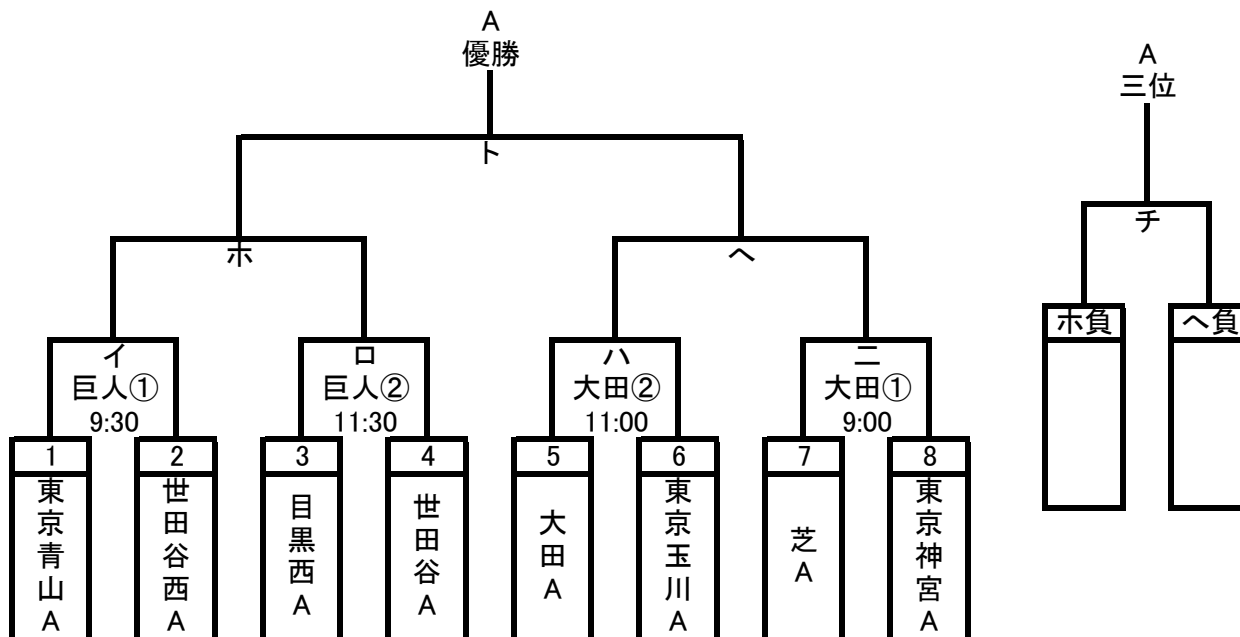 A
優勝
A
三位
ト
チ
ホ
ヘ
ホ負
ヘ負
イ
巨人①
9:30
ロ
巨人②
11:30
ハ
大田②
11:00
ニ
大田①
9:00
1
2
3
4
5
6
7
8
東京青山A
世田谷西A
目黒西A
世田谷A
大田A
東京玉川A
芝A
東京神宮A